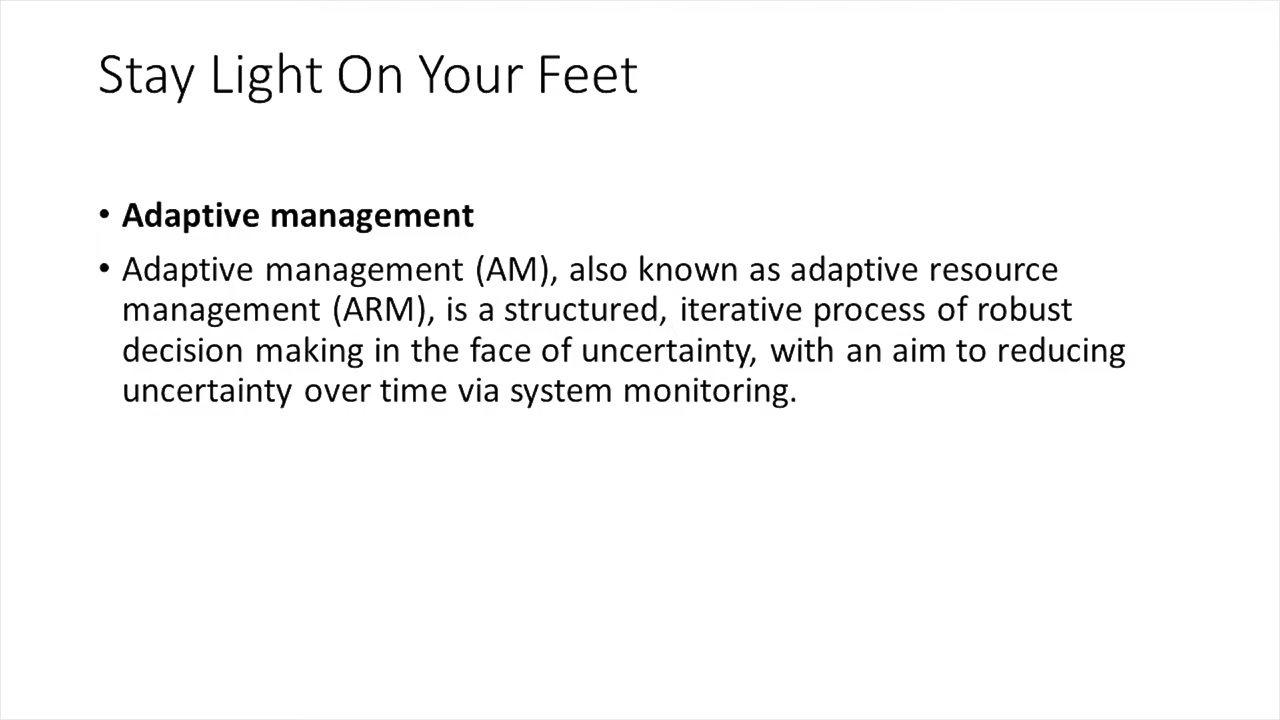 Stay Light On Your Feet
• Adaptive management
• Adaptive management (AM), also known as adaptive resource
management (ARM), is a structured, iterative process of robust
decision making in the face of uncertainty, with an aim to reducing
uncertainty over time via system monitoring.